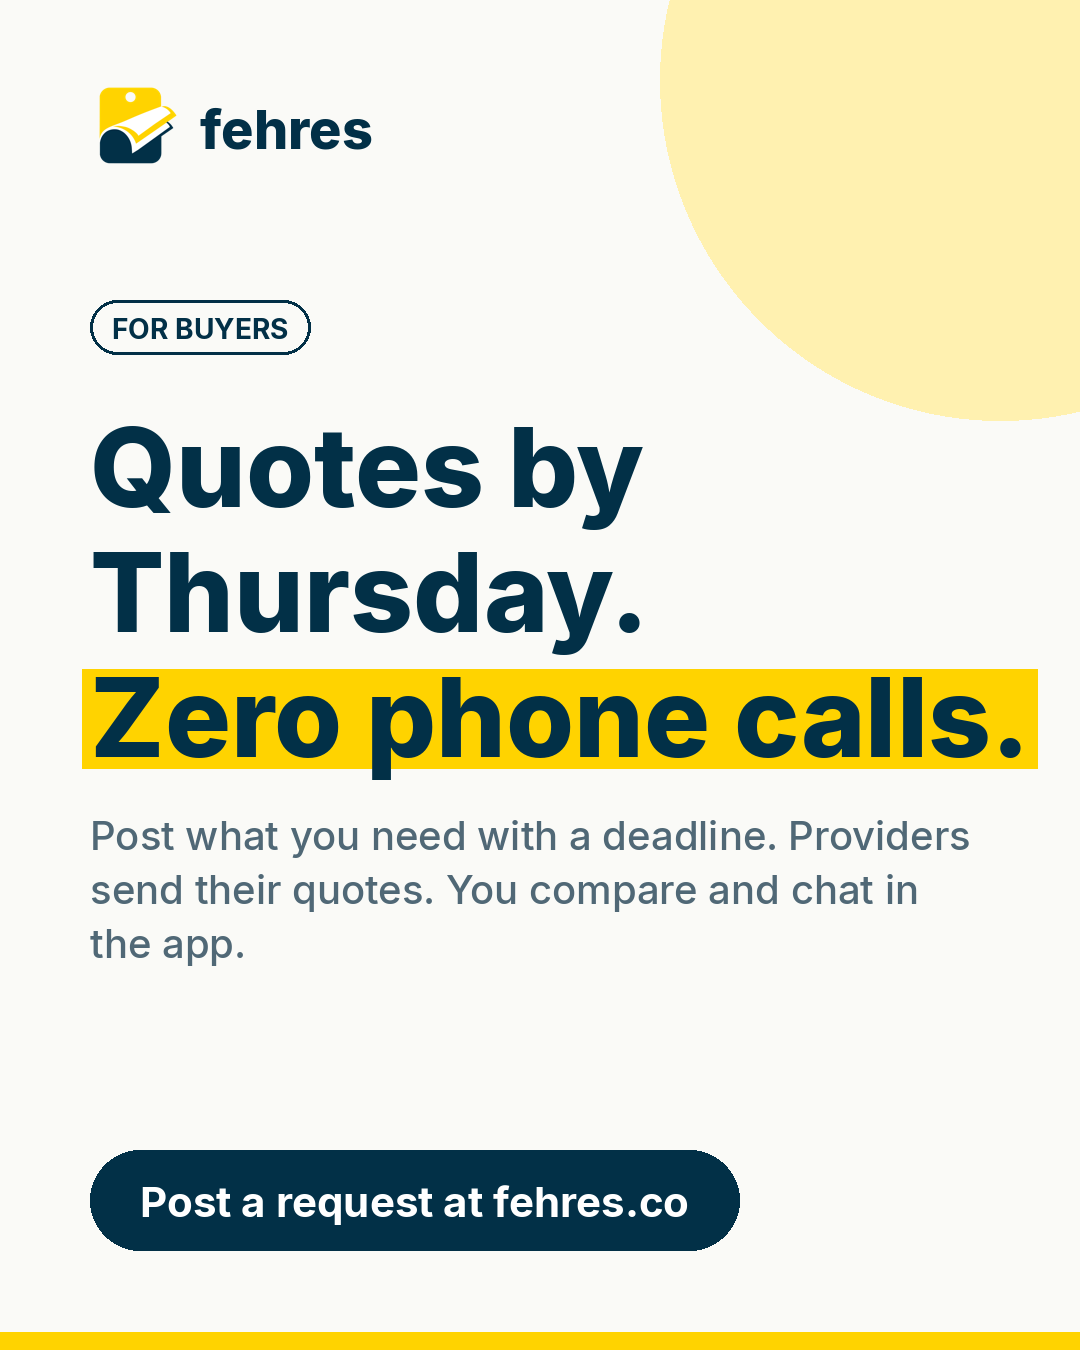 fehres
FOR BUYERS
Quotes by
Thursday.
Zero phone calls.
Post what you need with a deadline. Providers
send their quotes. You compare and chat in
the app.
Post a request at fehres.co